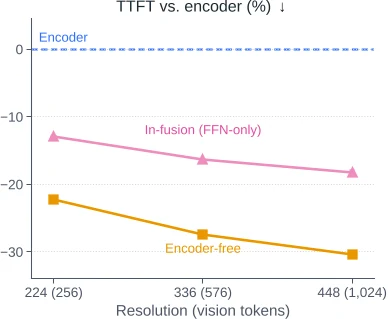 TTFT vs. encoder (%) ↓
Encoder
0
−10
In-fusion (FFN-only)
−20
Encoder-free
−30
224 (256)
336 (576)
448 (1,024)
Resolution (vision tokens)